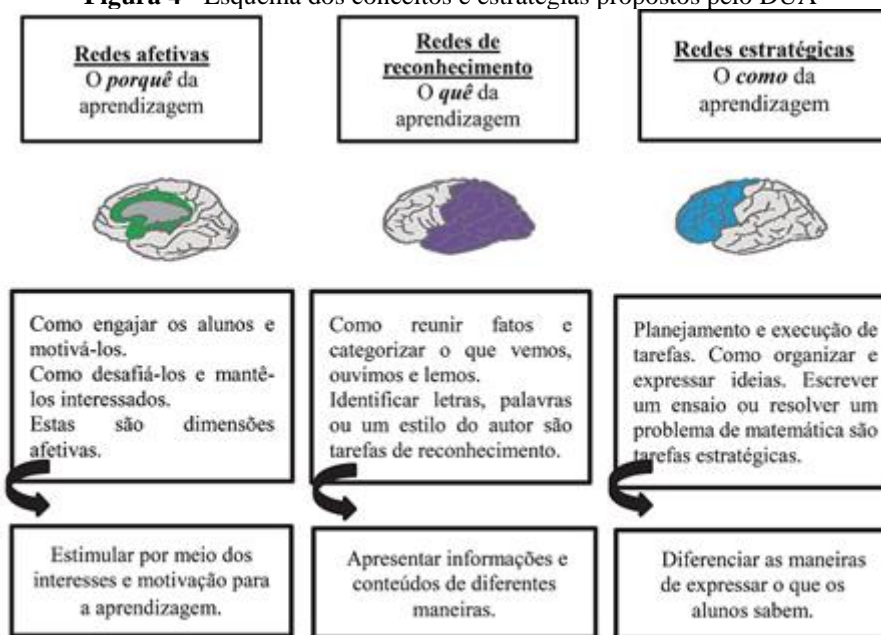 Figura 4 - Esquema dos conceitos e estratégias propostos pelo DUA
Redes afetivas
O porquê da
aprendizagem
Redes de
reconhecimento
O quê da
aprendizagem
Redes estratégicas
O como da
aprendizagem
Como engajar os alunos e
motivá-los.
Como desafiá-los e mantê-
los interessados.
Estas são dimensões
afetivas.
Como reunir fatos e
categorizar o que vemos,
ouvimos e lemos.
Identificar letras, palavras
ou um estilo do autor são
tarefas de reconhecimento.
Planejamento e execução de
tarefas. Como organizar e
expressar ideias. Escrever
um ensaio ou resolver um
problema de matemática são
tarefas estratégicas.
Estimular por meio dos
interesses e motivação para
a aprendizagem.
Apresentar informações e
conteúdos de diferentes
maneiras.
Diferenciar as maneiras
de expressar o que os
alunos sabem.